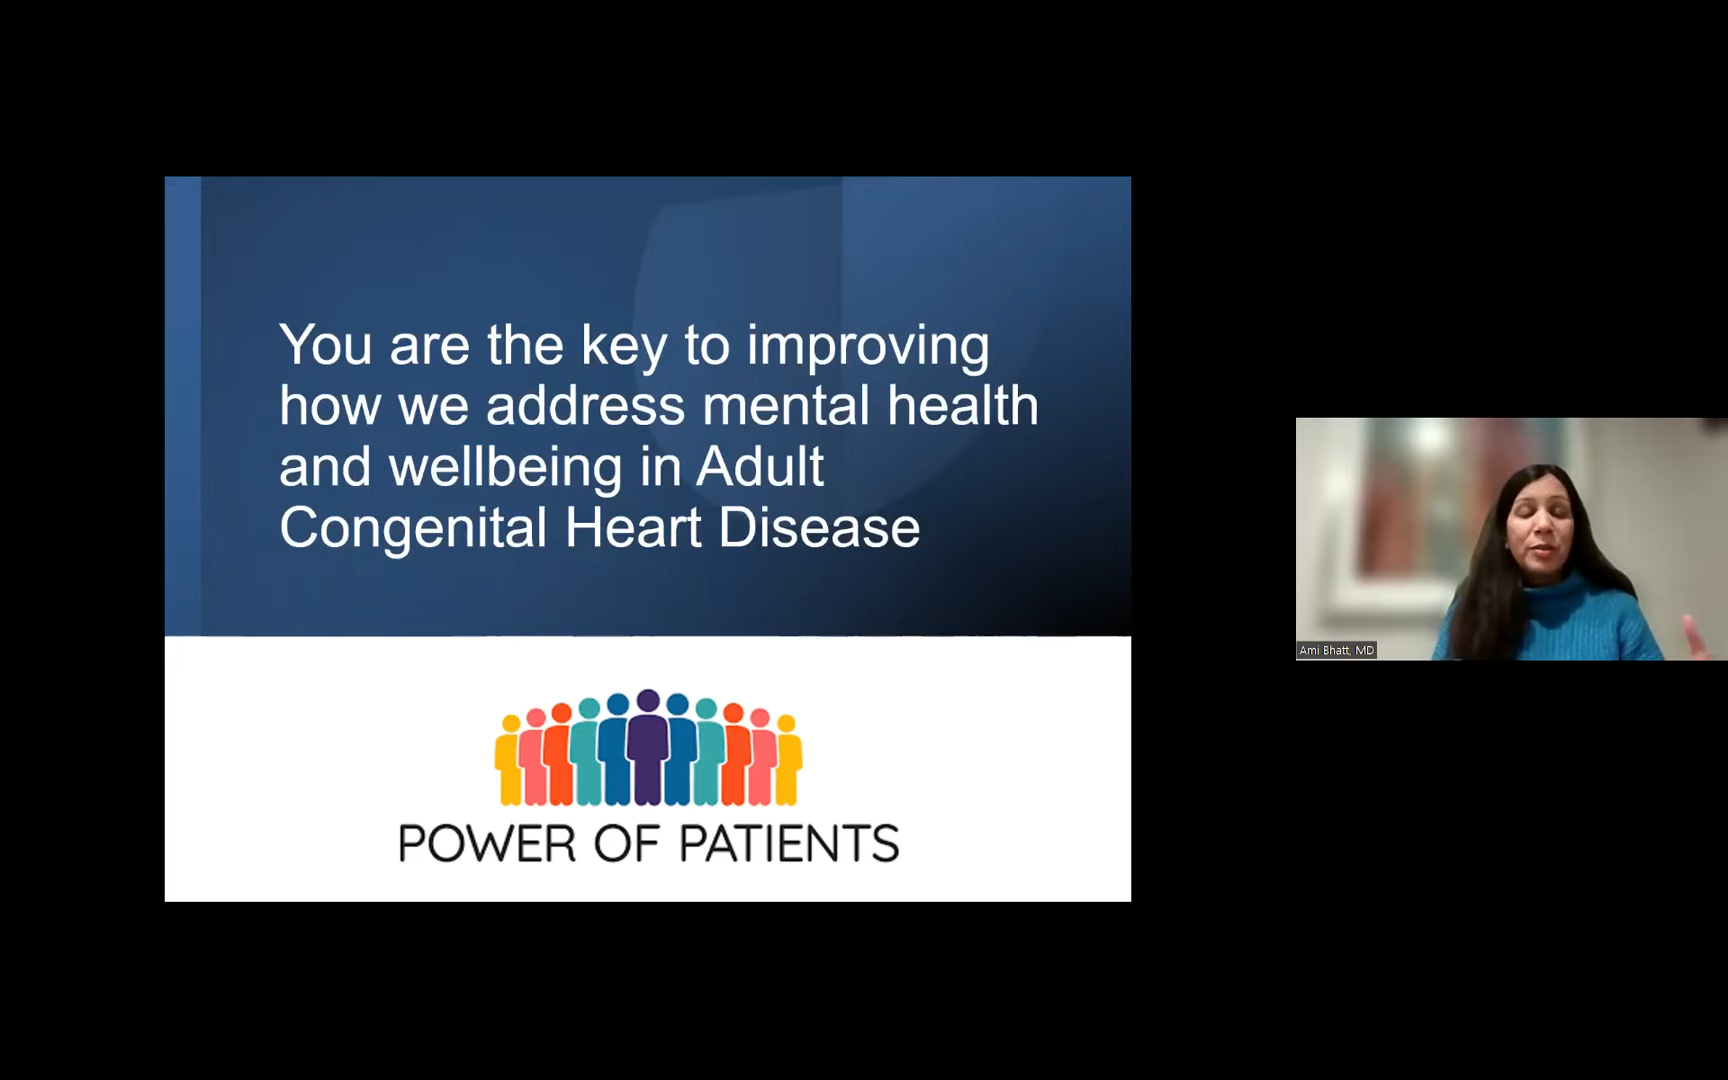 You are the key to improving
how we address mental health
and wellbeing in Adult
Congenital Heart Disease
POWER OF PATIENTS
Ami Bhatt, MD